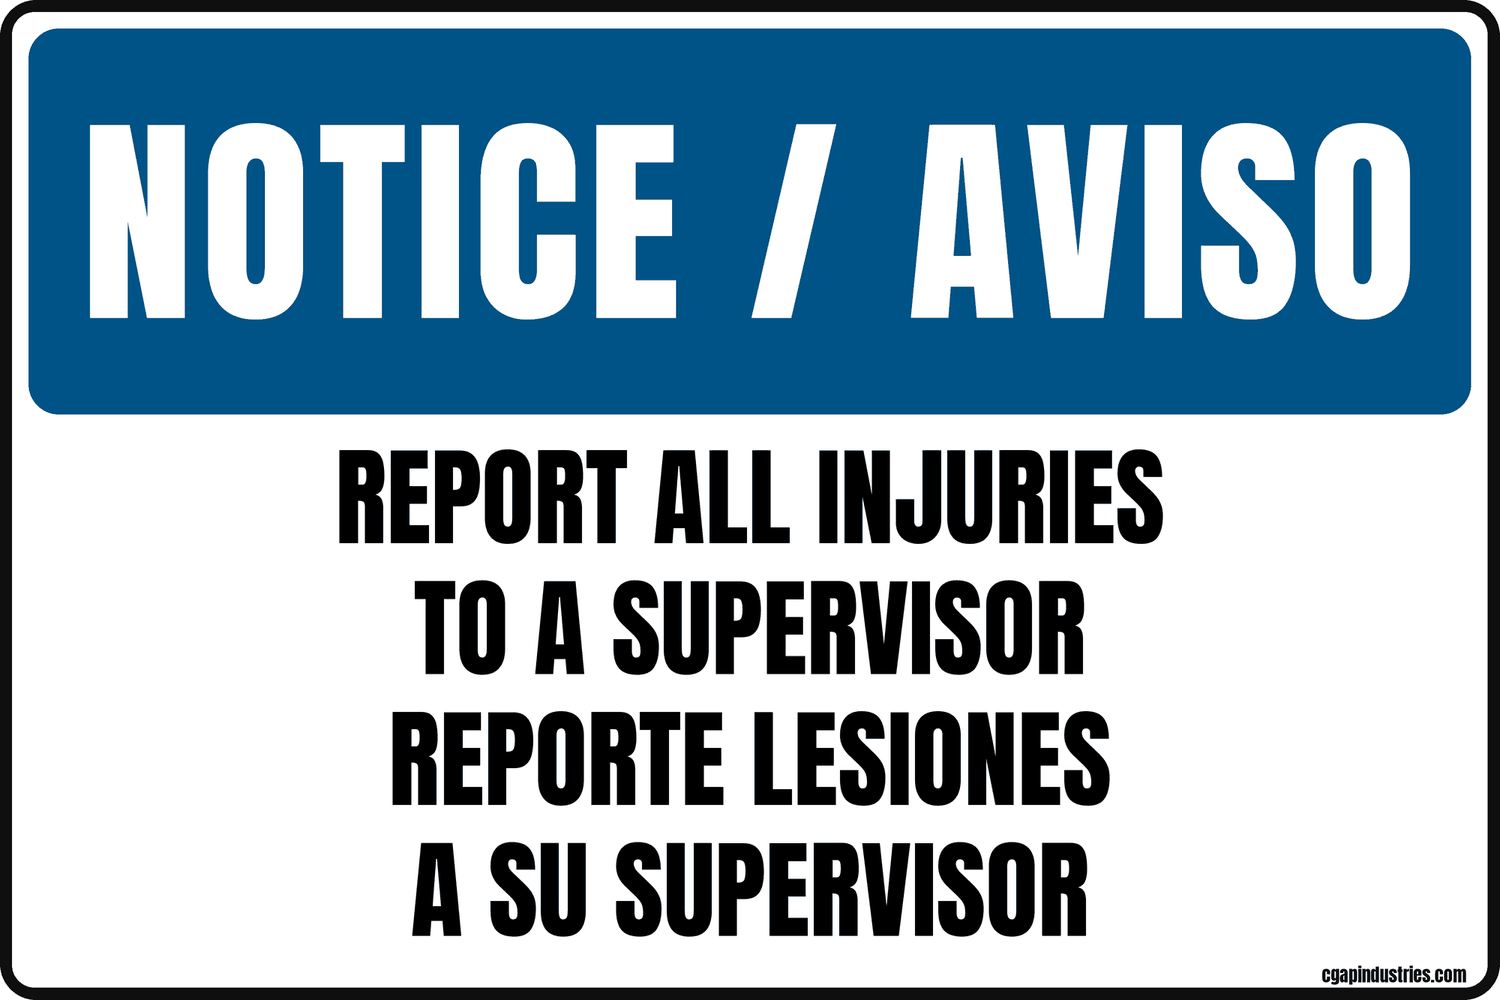 NOTICE / AVISO
REPORT ALL INJURIES
TO A SUPERVISOR
REPORTE LESIONES
A SU SUPERVISOR
cgapindustries.com